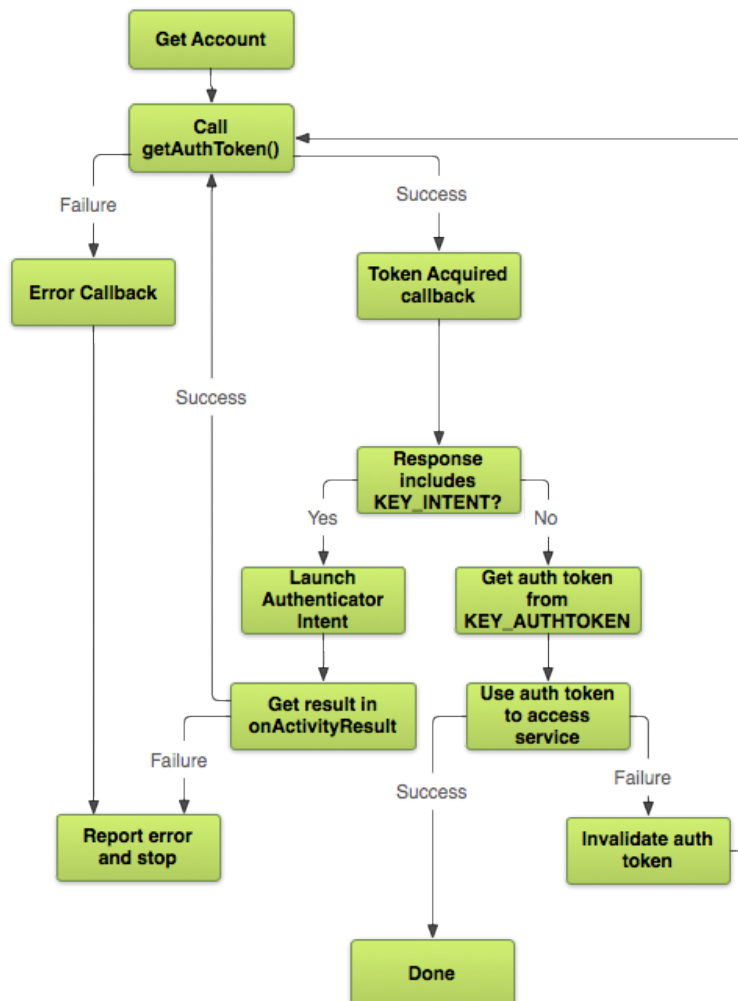 Get Account
Call
getAuthToken()
Failure
Success
Error Callback
Token Acquired
callback
Success
Response
includes
KEY_INTENT?
Yes
No
Launch
Authenticator
Intent
Get auth token
from
KEY_AUTHTOKEN
Get result in
onActivityResult
Use auth token
to access
service
Failure
Success
Failure
Report error
and stop
Invalidate auth
token
Done